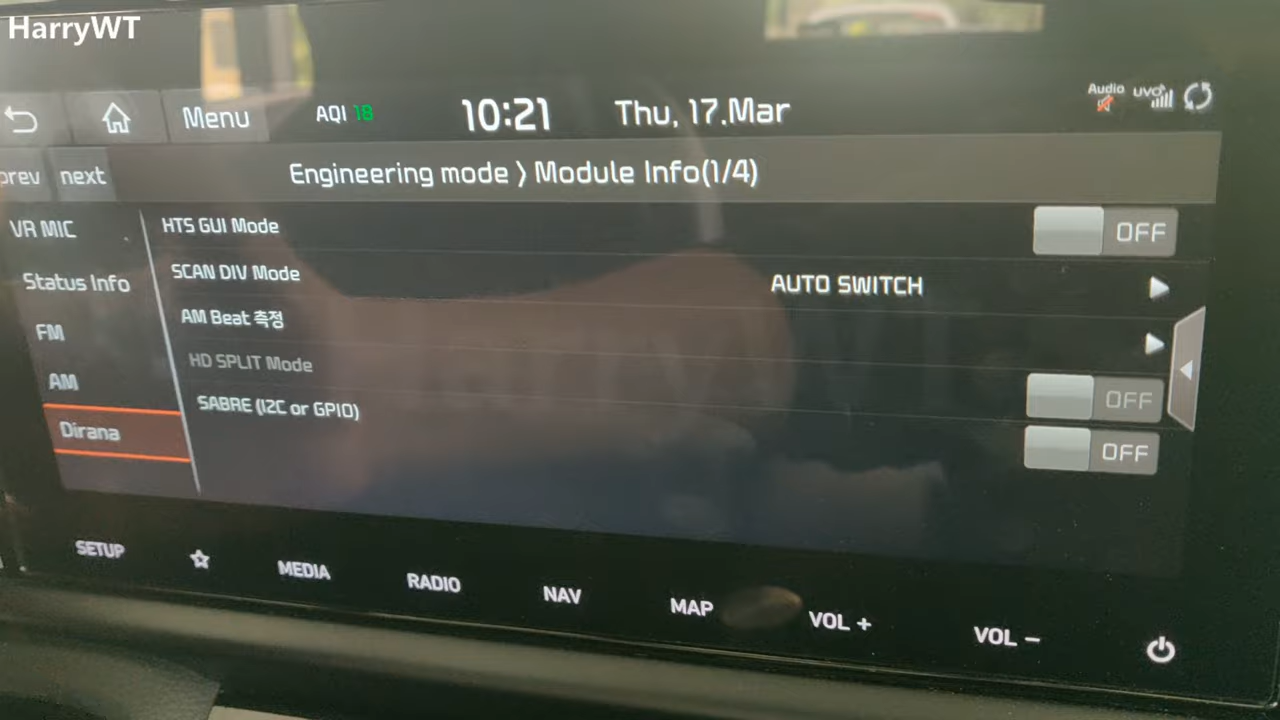 HarryWT
Menu AQI 18 10:21 Thu, 17.Mar Audio UVO
prev next Engineering mode 〉 Module Info(1/4)
VR MIC
Status Info
FM
AM
Dirana
HTS GUI Mode OFF
SCAN DIV Mode AUTO SWITCH
AM Beat 측정
HD SPLIT Mode OFF
SABRE (I2C or GPIO) OFF
SETUP MEDIA RADIO NAV MAP VOL + VOL −